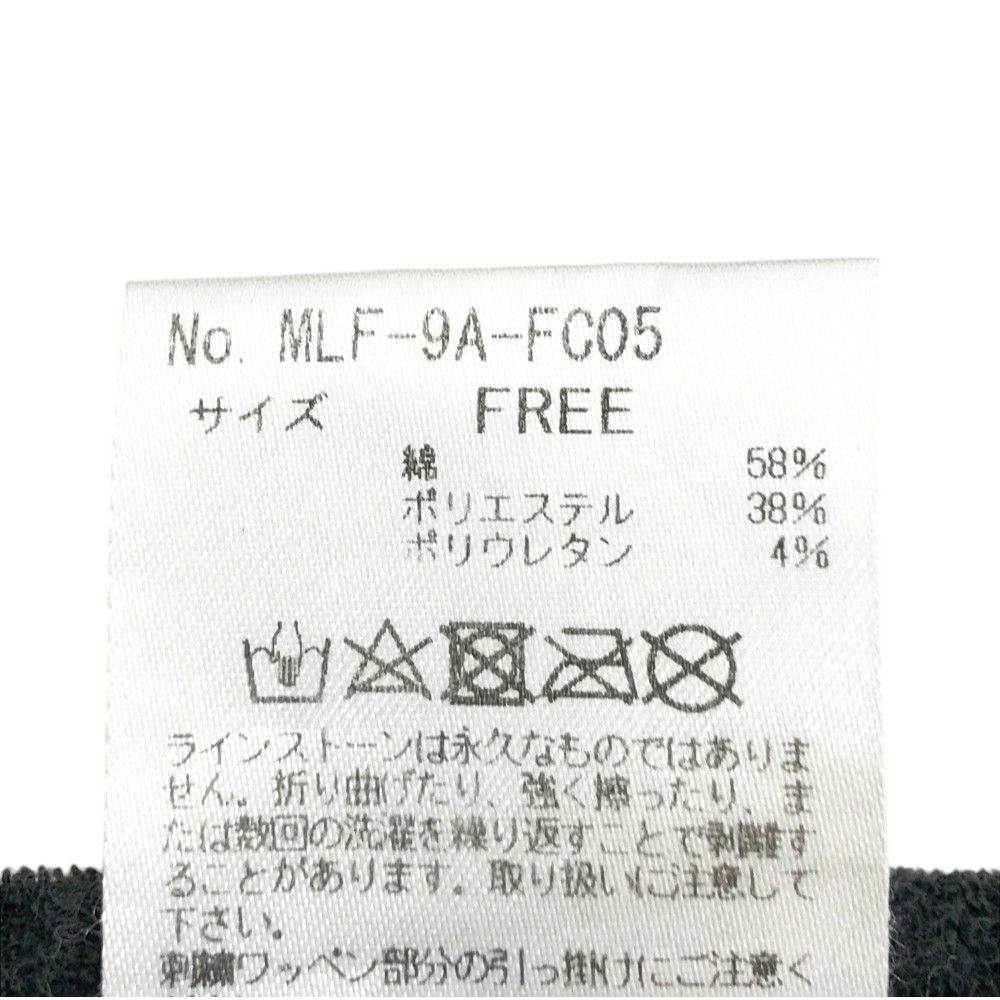 No. MLF-9A-FC05
サイズ FREE
綿 58%
ポリエステル 38%
ポリウレタン 4%
ラインストーンは永久なものではありま
せん。折り曲げたり、強く擦ったり、ま
たは数回の洗濯を繰り返すことで剥離す
ることがあります。取り扱いにご注意して
下さい。
刺繍ワッペン部分の引っ掛けにご注意く